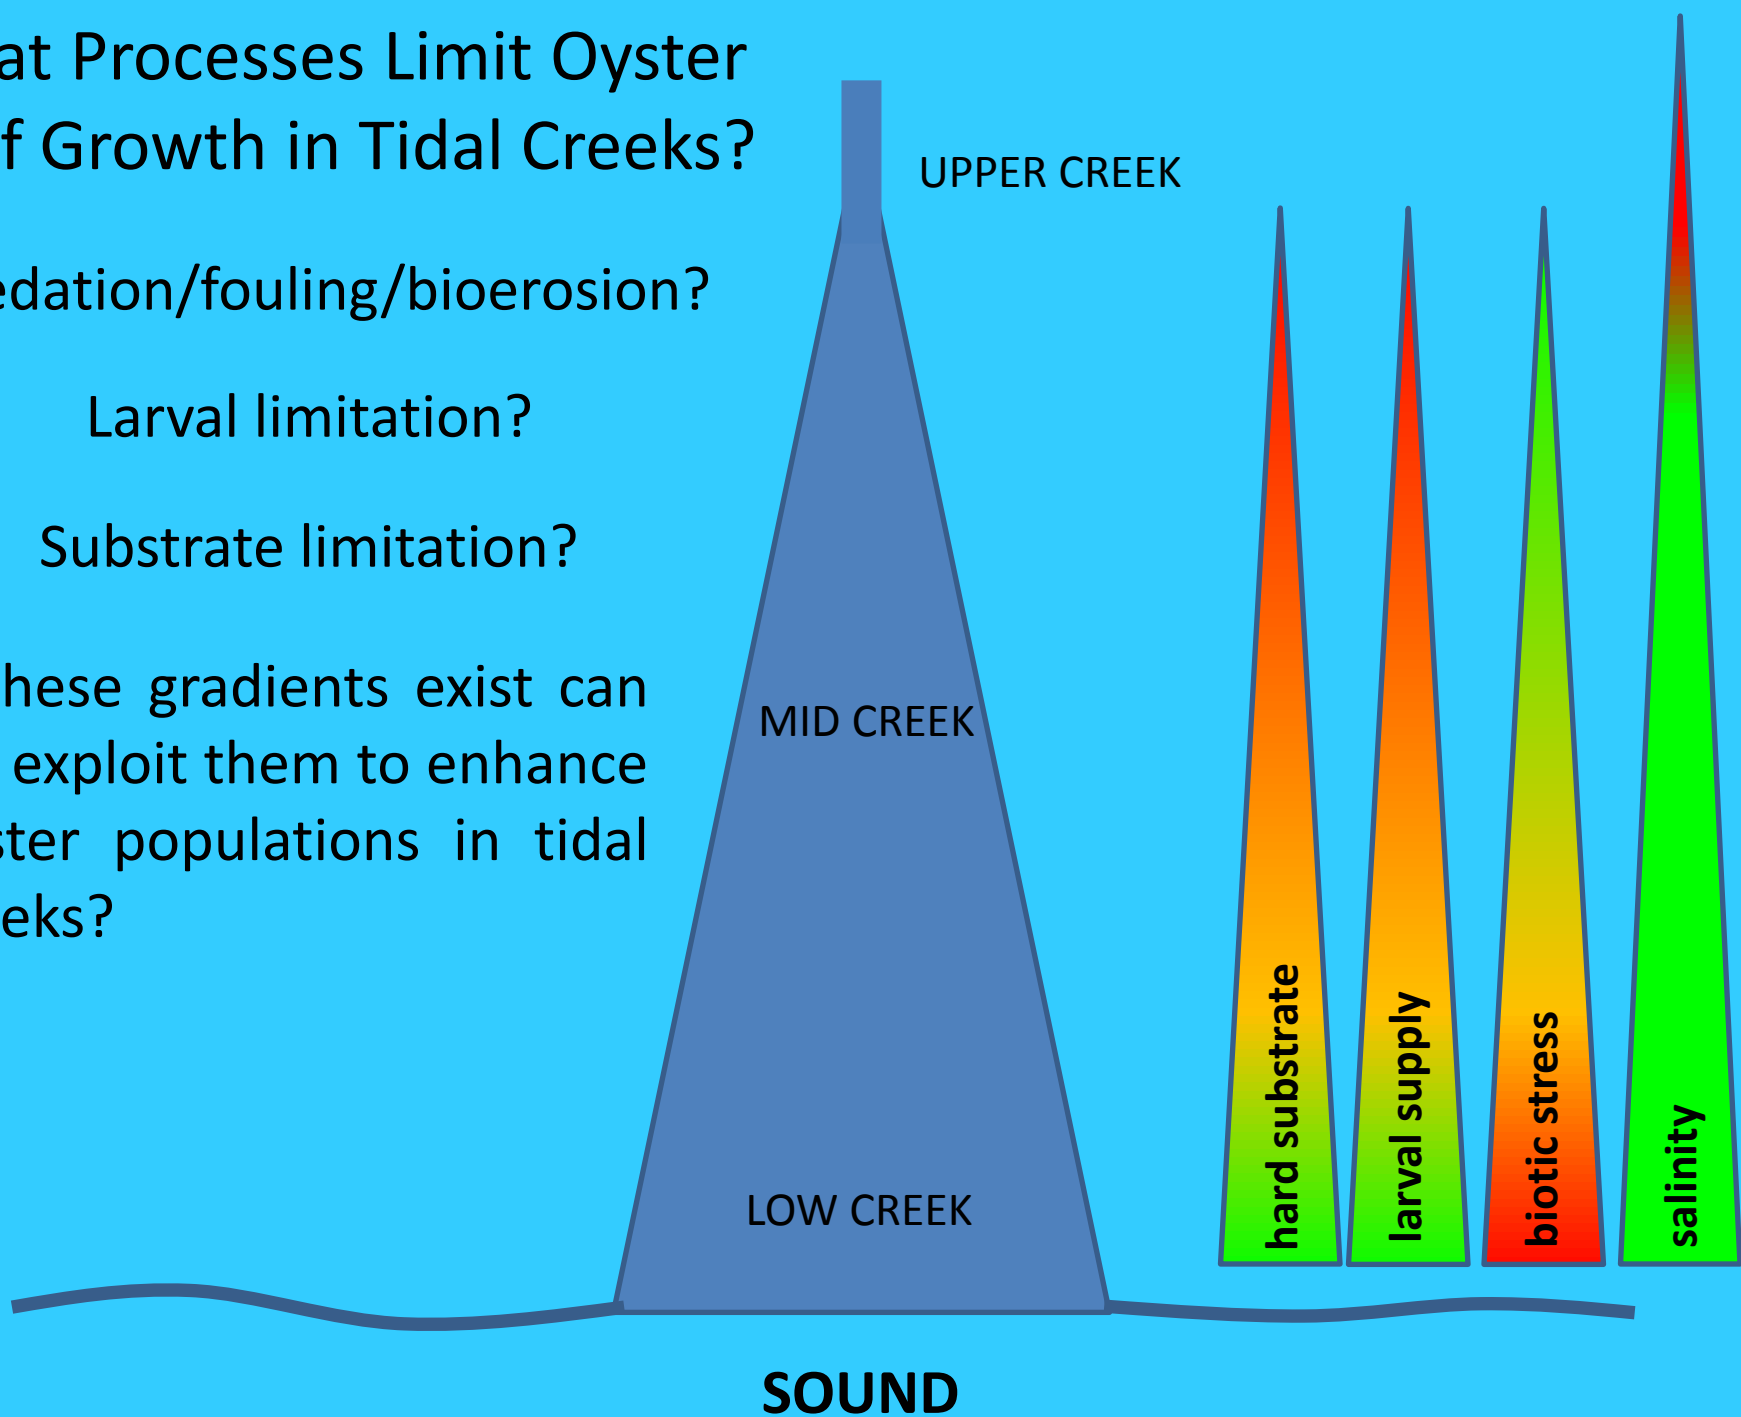 at Processes Limit Oyster
f Growth in Tidal Creeks?
edation/fouling/bioerosion?
Larval limitation?
Substrate limitation?
hese gradients exist can
exploit them to enhance
ster populations in tidal
eeks?
UPPER CREEK
MID CREEK
LOW CREEK
SOUND
hard substrate
larval supply
biotic stress
salinity